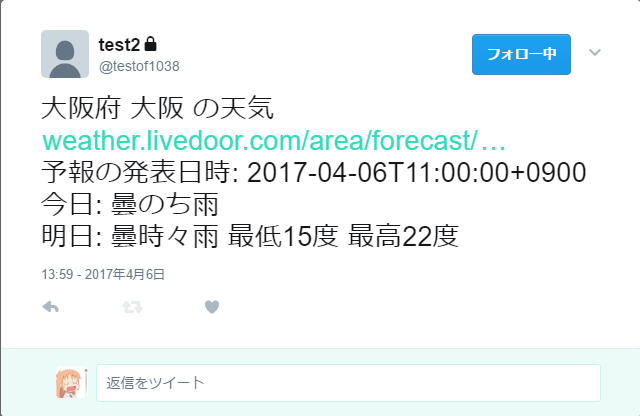 test2
@testof1038
フォロー中
大阪府 大阪 の天気
weather.livedoor.com/area/forecast/…
予報の発表日時: 2017-04-06T11:00:00+0900
今日: 曇のち雨
明日: 曇時々雨 最低15度 最高22度
13:59 - 2017年4月6日
返信をツイート